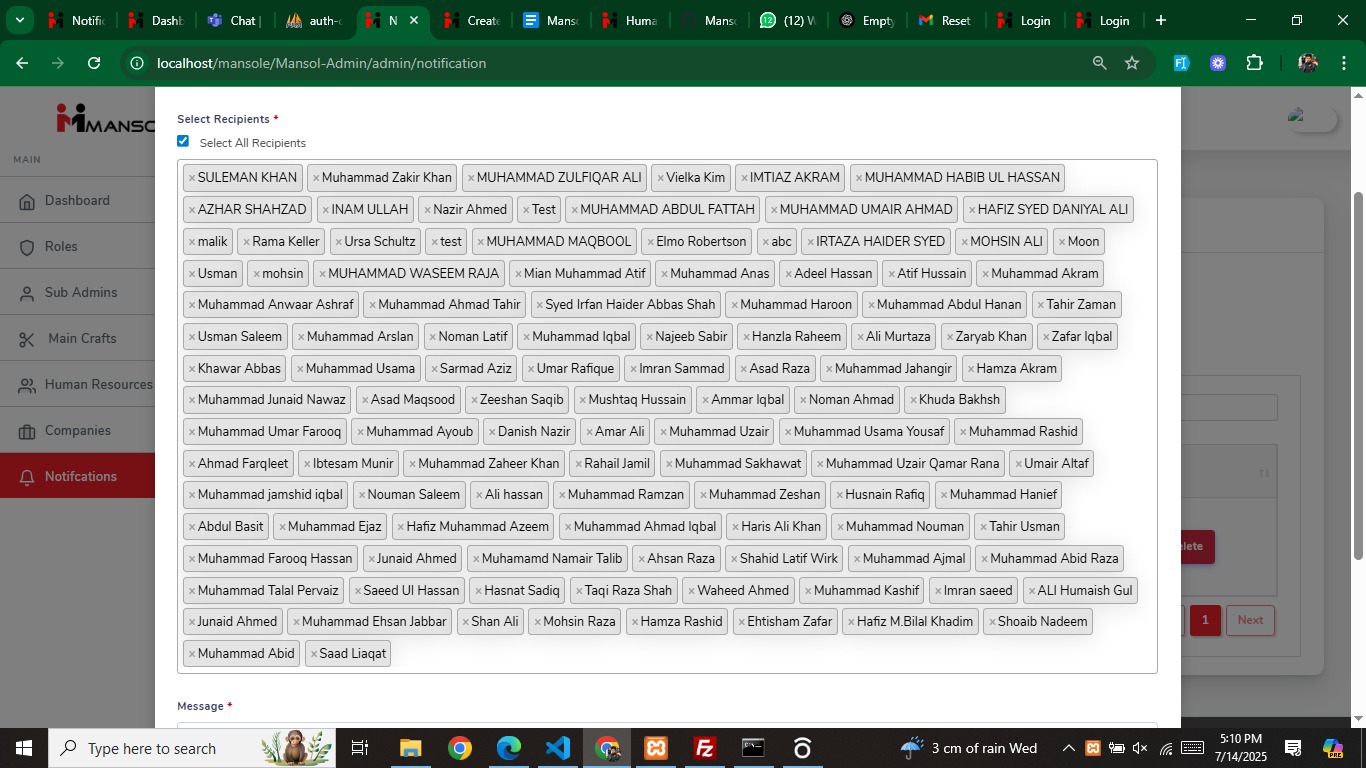 Notific
Dashb
Chat |
auth-c
N
Create
Manso
Huma
Manso
(12) W
Empty
Reset
Login
Login
localhost/mansole/Mansol-Admin/admin/notification
MANSO
MAIN
Dashboard
Roles
Sub Admins
Main Crafts
Human Resources
Companies
Notifcations
Select Recipients *
Select All Recipients
×SULEMAN KHAN ×Muhammad Zakir Khan ×MUHAMMAD ZULFIQAR ALI ×Vielka Kim ×IMTIAZ AKRAM ×MUHAMMAD HABIB UL HASSAN
×AZHAR SHAHZAD ×INAM ULLAH ×Nazir Ahmed ×Test ×MUHAMMAD ABDUL FATTAH ×MUHAMMAD UMAIR AHMAD ×HAFIZ SYED DANIYAL ALI
×malik ×Rama Keller ×Ursa Schultz ×test ×MUHAMMAD MAQBOOL ×Elmo Robertson ×abc ×IRTAZA HAIDER SYED ×MOHSIN ALI ×Moon
×Usman ×mohsin ×MUHAMMAD WASEEM RAJA ×Mian Muhammad Atif ×Muhammad Anas ×Adeel Hassan ×Atif Hussain ×Muhammad Akram
×Muhammad Anwaar Ashraf ×Muhammad Ahmad Tahir ×Syed Irfan Haider Abbas Shah ×Muhammad Haroon ×Muhammad Abdul Hanan ×Tahir Zaman
×Usman Saleem ×Muhammad Arslan ×Noman Latif ×Muhammad Iqbal ×Najeeb Sabir ×Hanzla Raheem ×Ali Murtaza ×Zaryab Khan ×Zafar Iqbal
×Khawar Abbas ×Muhammad Usama ×Sarmad Aziz ×Umar Rafique ×Imran Sammad ×Asad Raza ×Muhammad Jahangir ×Hamza Akram
×Muhammad Junaid Nawaz ×Asad Maqsood ×Zeeshan Saqib ×Mushtaq Hussain ×Ammar Iqbal ×Noman Ahmad ×Khuda Bakhsh
×Muhammad Umar Farooq ×Muhammad Ayoub ×Danish Nazir ×Amar Ali ×Muhammad Uzair ×Muhammad Usama Yousaf ×Muhammad Rashid
×Ahmad Farqleet ×Ibtesam Munir ×Muhammad Zaheer Khan ×Rahail Jamil ×Muhammad Sakhawat ×Muhammad Uzair Qamar Rana ×Umair Altaf
×Muhammad jamshid iqbal ×Nouman Saleem ×Ali hassan ×Muhammad Ramzan ×Muhammad Zeshan ×Husnain Rafiq ×Muhammad Hanief
×Abdul Basit ×Muhammad Ejaz ×Hafiz Muhammad Azeem ×Muhammad Ahmad Iqbal ×Haris Ali Khan ×Muhammad Nouman ×Tahir Usman
×Muhammad Farooq Hassan ×Junaid Ahmed ×Muhamamd Namair Talib ×Ahsan Raza ×Shahid Latif Wirk ×Muhammad Ajmal ×Muhammad Abid Raza
×Muhammad Talal Pervaiz ×Saeed Ul Hassan ×Hasnat Sadiq ×Taqi Raza Shah ×Waheed Ahmed ×Muhammad Kashif ×Imran saeed ×ALI Humaish Gul
×Junaid Ahmed ×Muhammad Ehsan Jabbar ×Shan Ali ×Mohsin Raza ×Hamza Rashid ×Ehtisham Zafar ×Hafiz M.Bilal Khadim ×Shoaib Nadeem
×Muhammad Abid ×Saad Liaqat
Message *
elete
1 Next
Type here to search
3 cm of rain Wed
5:10 PM
7/14/2025